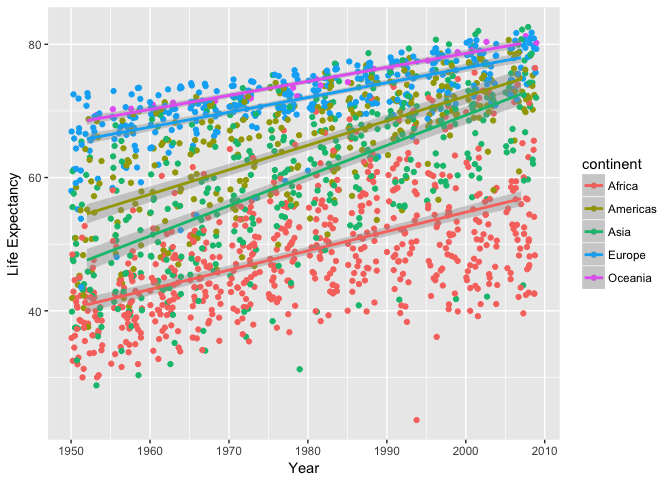 80
60
40
Life Expectancy
1950 1960 1970 1980 1990 2000 2010
Year
continent
Africa
Americas
Asia
Europe
Oceania